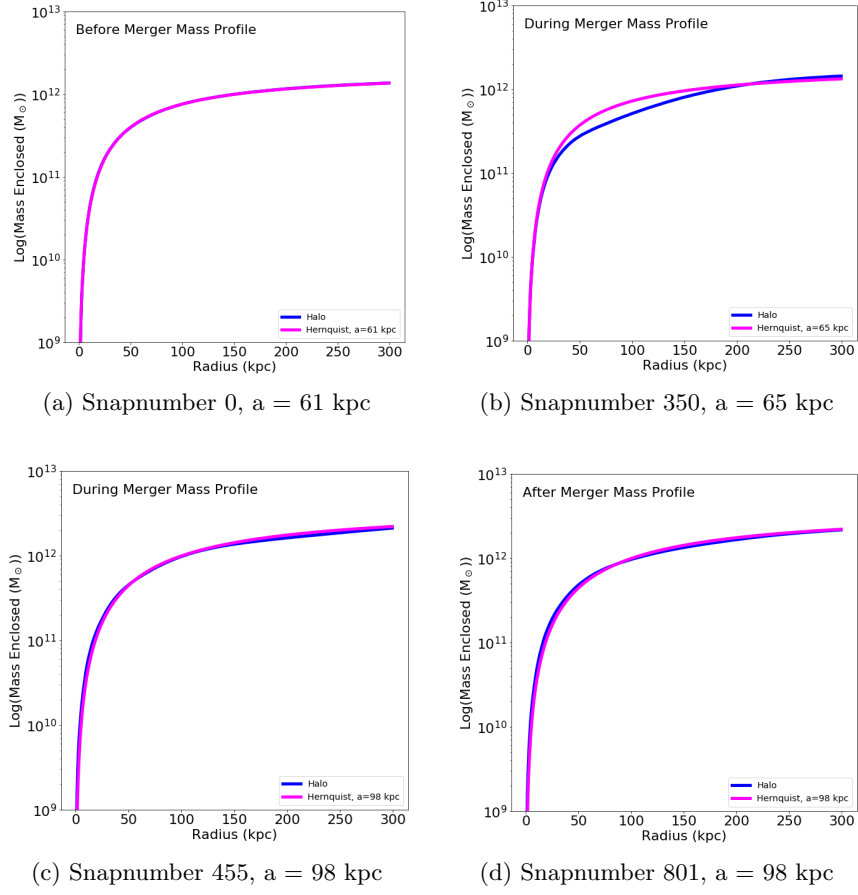 Before Merger Mass Profile
Log(Mass Enclosed (M⊙))
10^13
10^12
10^11
10^10
10^9
Halo
Hernquist, a=61 kpc
0 50 100 150 200 250 300
Radius (kpc)
(a) Snapnumber 0, a = 61 kpc
During Merger Mass Profile
Log(Mass Enclosed (M⊙))
10^13
10^12
10^11
10^10
10^9
Halo
Hernquist, a=65 kpc
0 50 100 150 200 250 300
Radius (kpc)
(b) Snapnumber 350, a = 65 kpc
During Merger Mass Profile
Log(Mass Enclosed (M⊙))
10^13
10^12
10^11
10^10
10^9
Halo
Hernquist, a=98 kpc
0 50 100 150 200 250 300
Radius (kpc)
(c) Snapnumber 455, a = 98 kpc
After Merger Mass Profile
Log(Mass Enclosed (M⊙))
10^13
10^12
10^11
10^10
10^9
Halo
Hernquist, a=98 kpc
0 50 100 150 200 250 300
Radius (kpc)
(d) Snapnumber 801, a = 98 kpc